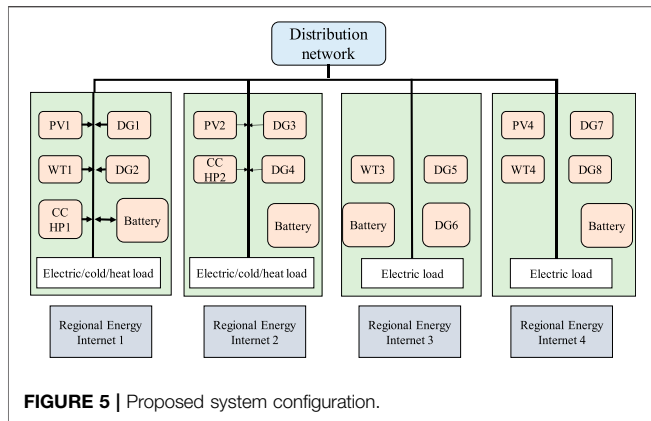 Distribution
network
PV1
DG1
WT1
DG2
CC
HP1
Battery
Electric/cold/heat load
Regional Energy
Internet 1
PV2
DG3
CC
HP2
DG4
Battery
Electric/cold/heat load
Regional Energy
Internet 2
WT3
DG5
Battery
DG6
Electric load
Regional Energy
Internet 3
PV4
DG7
WT4
DG8
Battery
Electric load
Regional Energy
Internet 4
FIGURE 5 | Proposed system configuration.